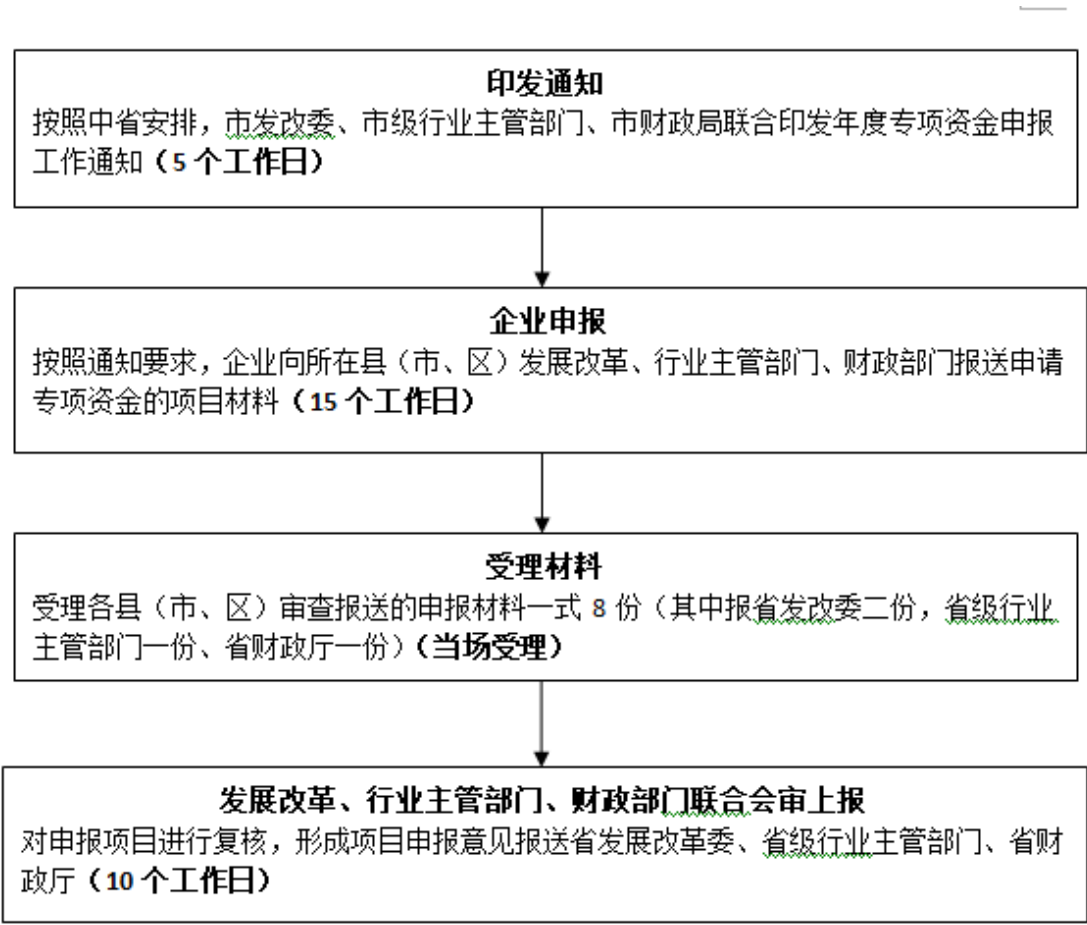 印发通知
按照中省安排，市发改委、市级行业主管部门、市财政局联合印发年度专项资金申报
工作通知（5 个工作日）
企业申报
按照通知要求，企业向所在县（市、区）发展改革、行业主管部门、财政部门报送申请
专项资金的项目材料（15 个工作日）
受理材料
受理各县（市、区）审查报送的申报材料一式 8 份（其中报省发改委二份，省级行业
主管部门一份、省财政厅一份）（当场受理）
发展改革、行业主管部门、财政部门联合会审上报
对申报项目进行复核，形成项目申报意见报送省发展改革委、省级行业主管部门、省财
政厅（10 个工作日）